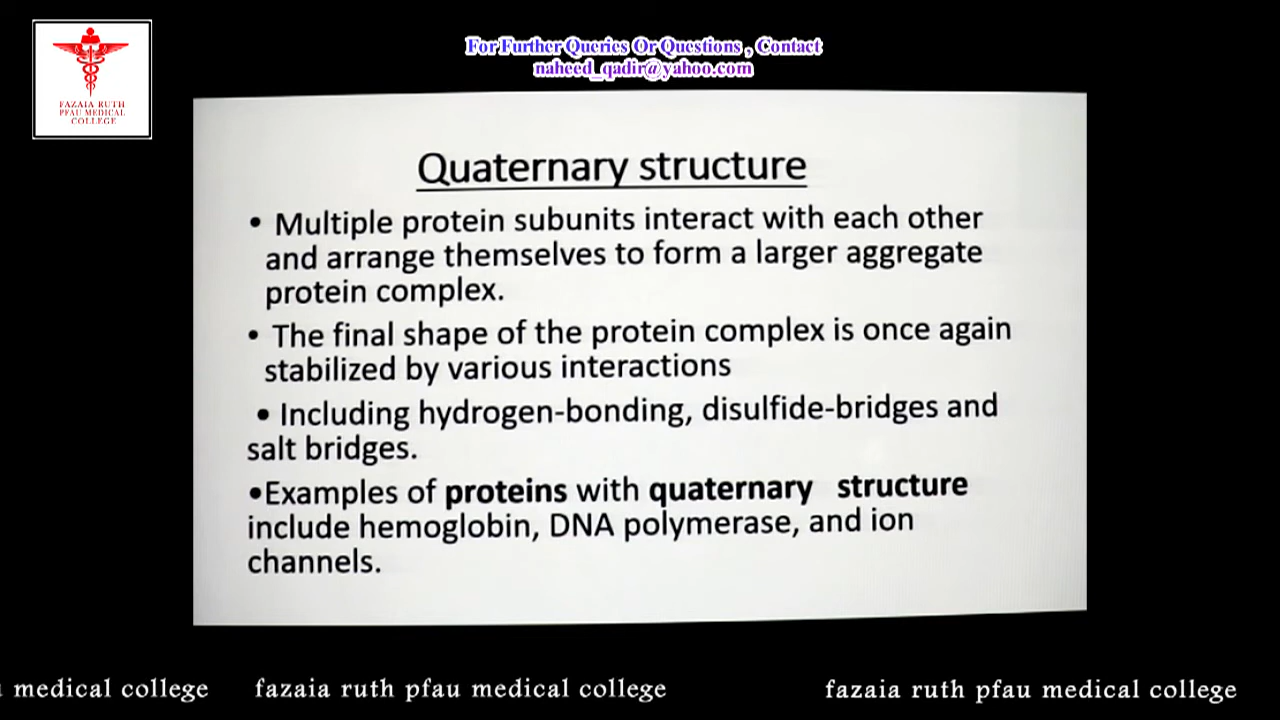 For Further Queries Or Questions , Contact
naheed_qadir@yahoo.com
FAZAIA RUTH
PFAU MEDICAL
COLLEGE
Quaternary structure
• Multiple protein subunits interact with each other
and arrange themselves to form a larger aggregate
protein complex.
• The final shape of the protein complex is once again
stabilized by various interactions
• Including hydrogen-bonding, disulfide-bridges and
salt bridges.
•Examples of proteins with quaternary structure
include hemoglobin, DNA polymerase, and ion
channels.
medical college fazaia ruth pfau medical college fazaia ruth pfau medical college